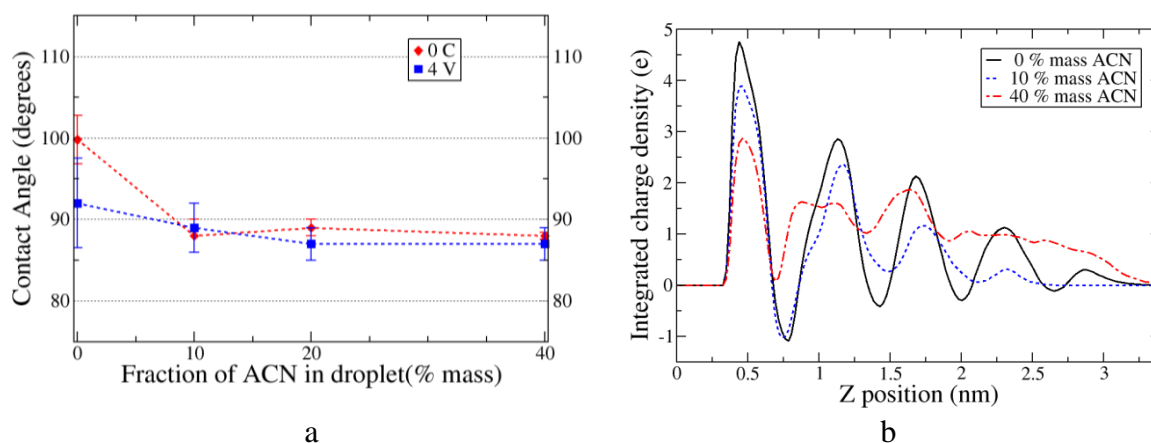 110
100
90
80
110
100
90
80
0 C
4 V
0
10
20
40
Contact Angle (degrees)
Fraction of ACN in droplet(% mass)
a
5
4
3
2
1
0
-1
0 % mass ACN
10 % mass ACN
40 % mass ACN
0
0.5
1
1.5
2
2.5
3
Integrated charge density (e)
Z position (nm)
b